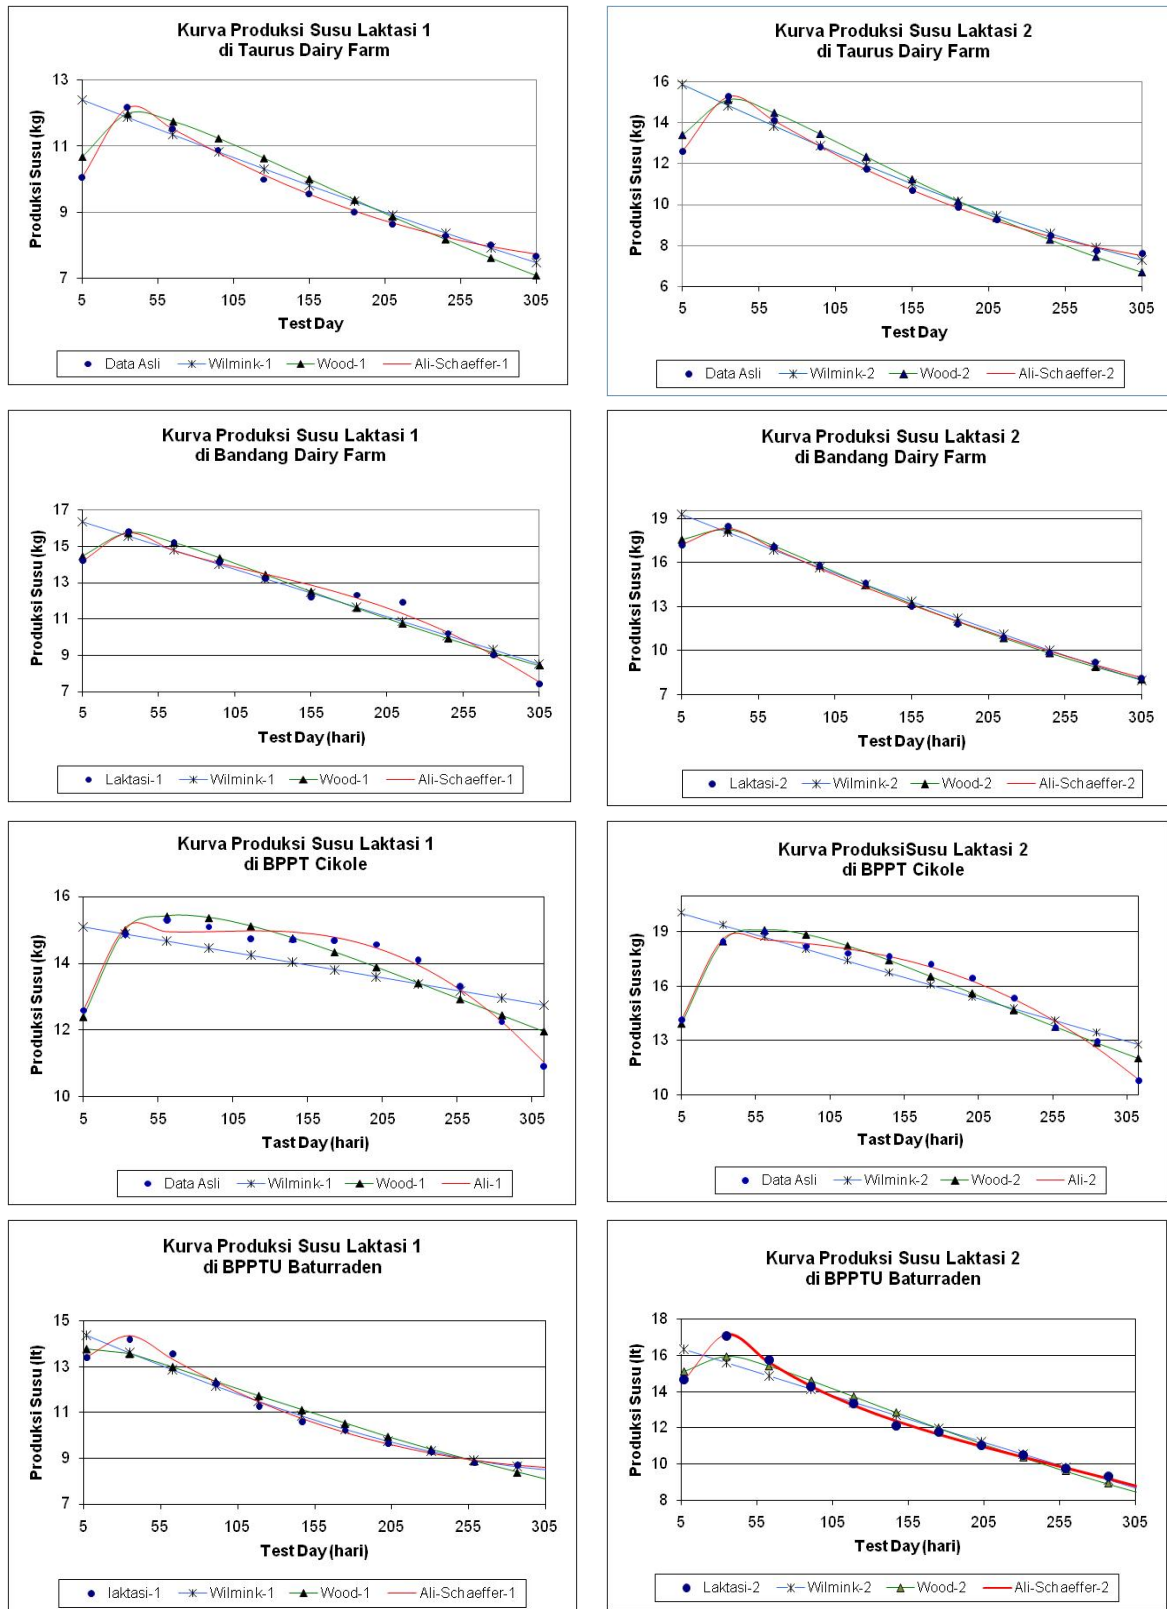 Kurva Produksi Susu Laktasi 1
di Taurus Dairy Farm
Produksi Susu (kg)
13
11
9
7
5 55 105 155 205 255 305
Test Day
Data Asli Wilmink-1 Wood-1 Ali-Schaeffer-1
Kurva Produksi Susu Laktasi 2
di Taurus Dairy Farm
Produksi Susu (kg)
16
14
12
10
8
6
5 55 105 155 205 255 305
Test Day
Data Asli Wilmink-2 Wood-2 Ali-Schaeffer-2
Kurva Produksi Susu Laktasi 1
di Bandang Dairy Farm
Produksi Susu (kg)
17
15
13
11
9
7
5 55 105 155 205 255 305
Test Day (hari)
Laktasi-1 Wilmink-1 Wood-1 Ali-Schaeffer-1
Kurva Produksi Susu Laktasi 2
di Bandang Dairy Farm
Produksi Susu (kg)
19
16
13
10
7
5 55 105 155 205 255 305
Test Day (hari)
Laktasi-2 Wilmink-2 Wood-2 Ali-Schaeffer-2
Kurva Produksi Susu Laktasi 1
di BPPT Cikole
Produksi Susu (kg)
16
14
12
10
5 55 105 155 205 255 305
Tast Day (hari)
Data Asli Wilmink-1 Wood-1 Ali-1
Kurva ProduksiSusu Laktasi 2
di BPPT Cikole
Produksi Susu kg)
19
16
13
10
5 55 105 155 205 255 305
Tast Day (hari)
Data Asli Wilmink-2 Wood-2 Ali-2
Kurva Produksi Susu Laktasi 1
di BPPTU Baturraden
Produksi Susu (lt)
15
13
11
9
7
5 55 105 155 205 255 305
Test Day (hari)
laktasi-1 Wilmink-1 Wood-1 Ali-Schaeffer-1
Kurva Produksi Susu Laktasi 2
di BPPTU Baturraden
Produksi Susu (lt)
18
16
14
12
10
8
5 55 105 155 205 255 305
Test Day (hari)
Laktasi-2 Wilmink-2 Wood-2 Ali-Schaeffer-2